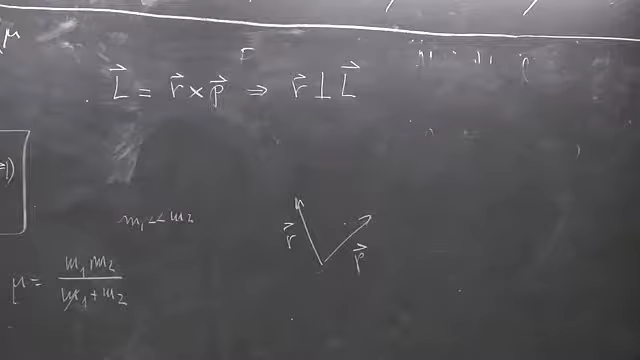 μ
L⃗ = r⃗ × p⃗ ⇒ r⃗ ⊥ L⃗
m₁ << m₂
r⃗
p⃗
μ = m₁m₂ / m₁ + m₂